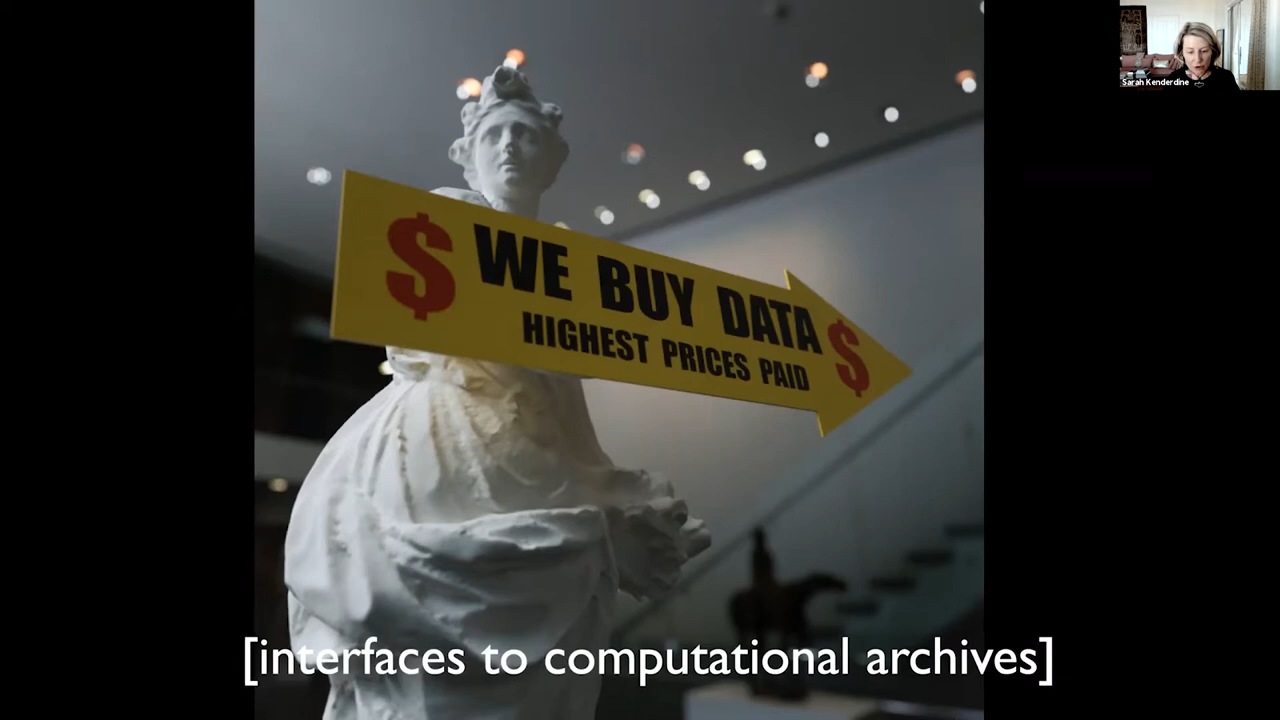 Sarah Kenderdine
$ WE BUY DATA $
HIGHEST PRICES PAID
[interfaces to computational archives]